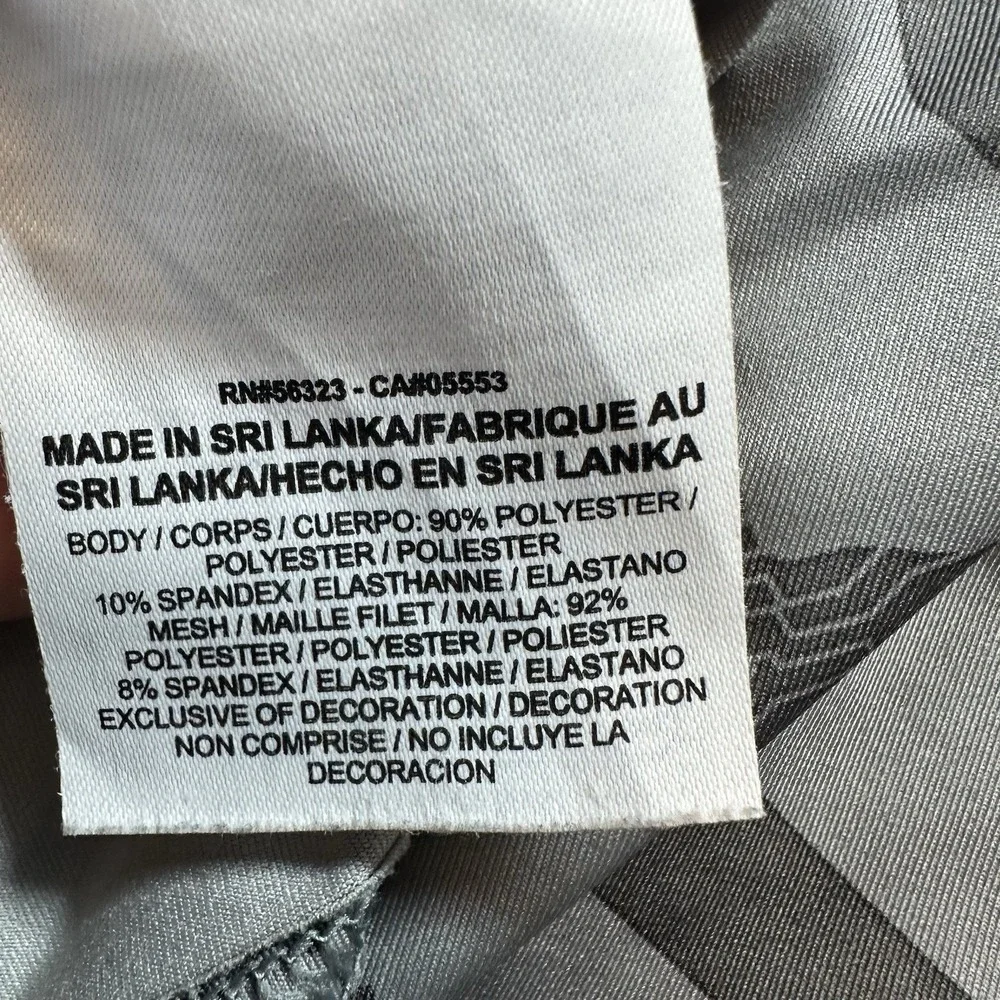 RN#56323 - CA#05553
MADE IN SRI LANKA/FABRIQUE AU
SRI LANKA/HECHO EN SRI LANKA
BODY / CORPS / CUERPO: 90% POLYESTER /
POLYESTER / POLIESTER
10% SPANDEX / ELASTHANNE / ELASTANO
MESH / MAILLE FILET / MALLA: 92%
POLYESTER / POLYESTER / POLIESTER
8% SPANDEX / ELASTHANNE / ELASTANO
EXCLUSIVE OF DECORATION / DECORATION
NON COMPRISE / NO INCLUYE LA
DECORACION